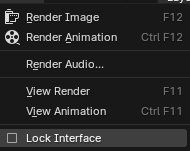 Render Image F12
Render Animation Ctrl F12
Render Audio...
View Render F11
View Animation Ctrl F11
Lock Interface